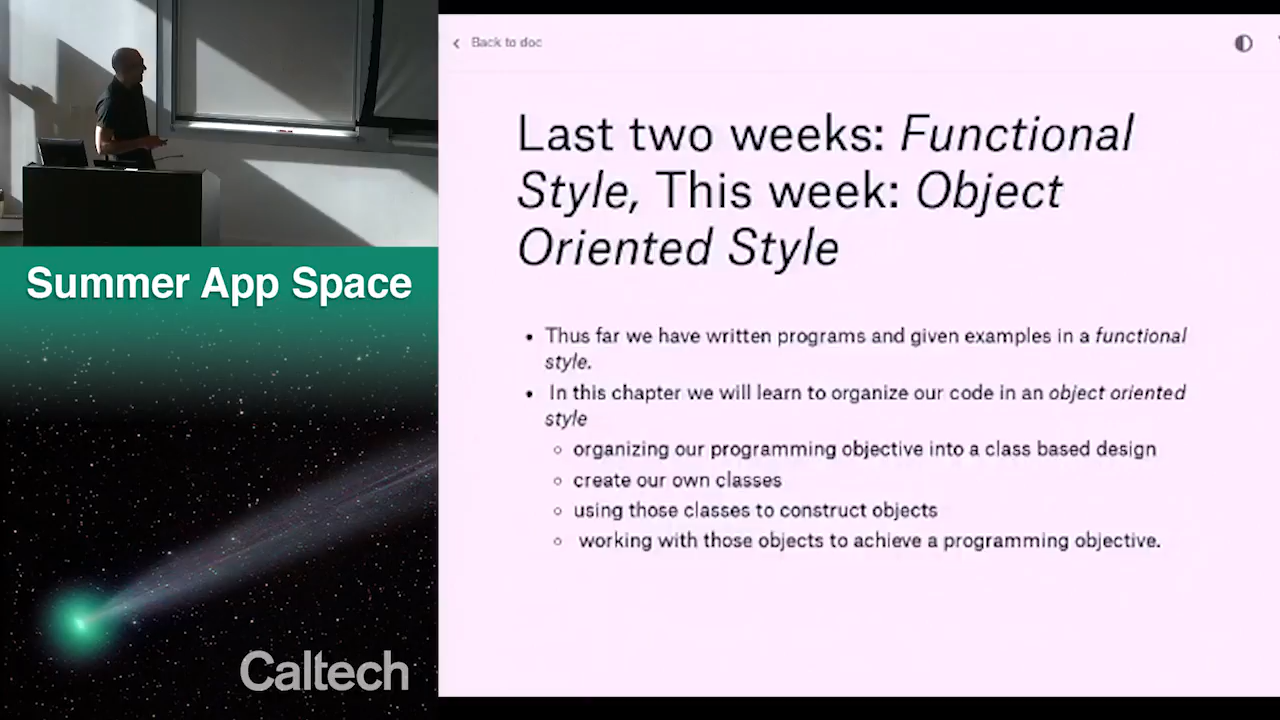 Back to doc
Last two weeks: Functional
Style, This week: Object
Oriented Style
• Thus far we have written programs and given examples in a functional
style.
• In this chapter we will learn to organize our code in an object oriented
style
◦ organizing our programming objective into a class based design
◦ create our own classes
◦ using those classes to construct objects
◦ working with those objects to achieve a programming objective.
Summer App Space
Caltech